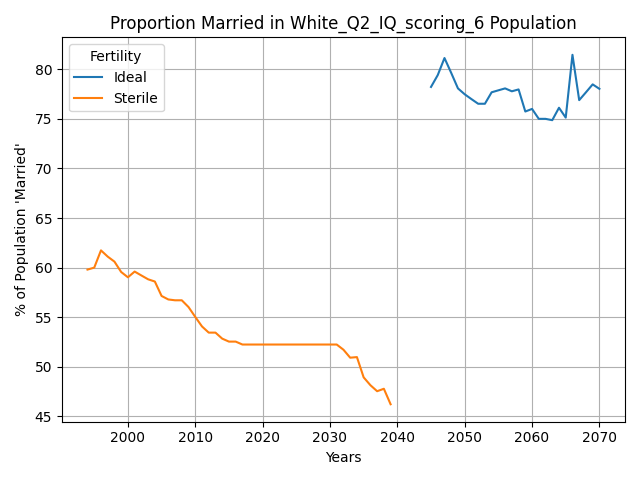 Proportion Married in White_Q2_IQ_scoring_6 Population
Fertility
Ideal
Sterile
% of Population 'Married'
80
75
70
65
60
55
50
45
2000
2010
2020
2030
2040
2050
2060
2070
Years